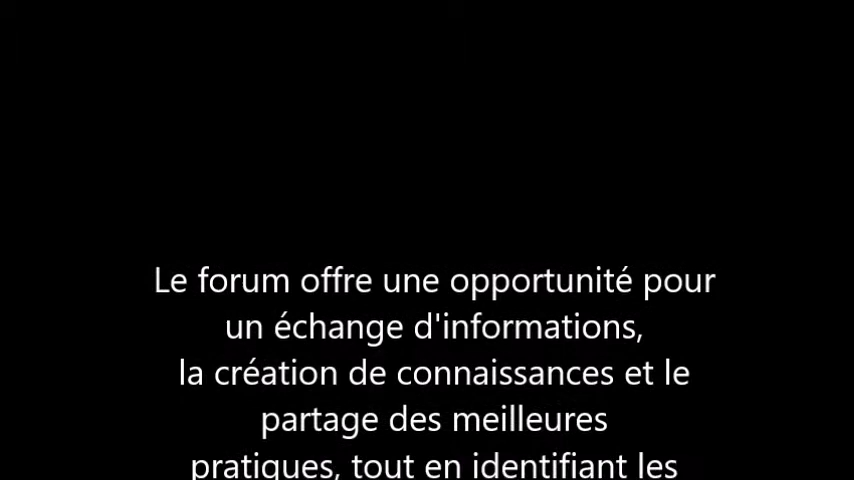 Le forum offre une opportunité pour
un échange d'informations,
la création de connaissances et le
partage des meilleures
pratiques, tout en identifiant les